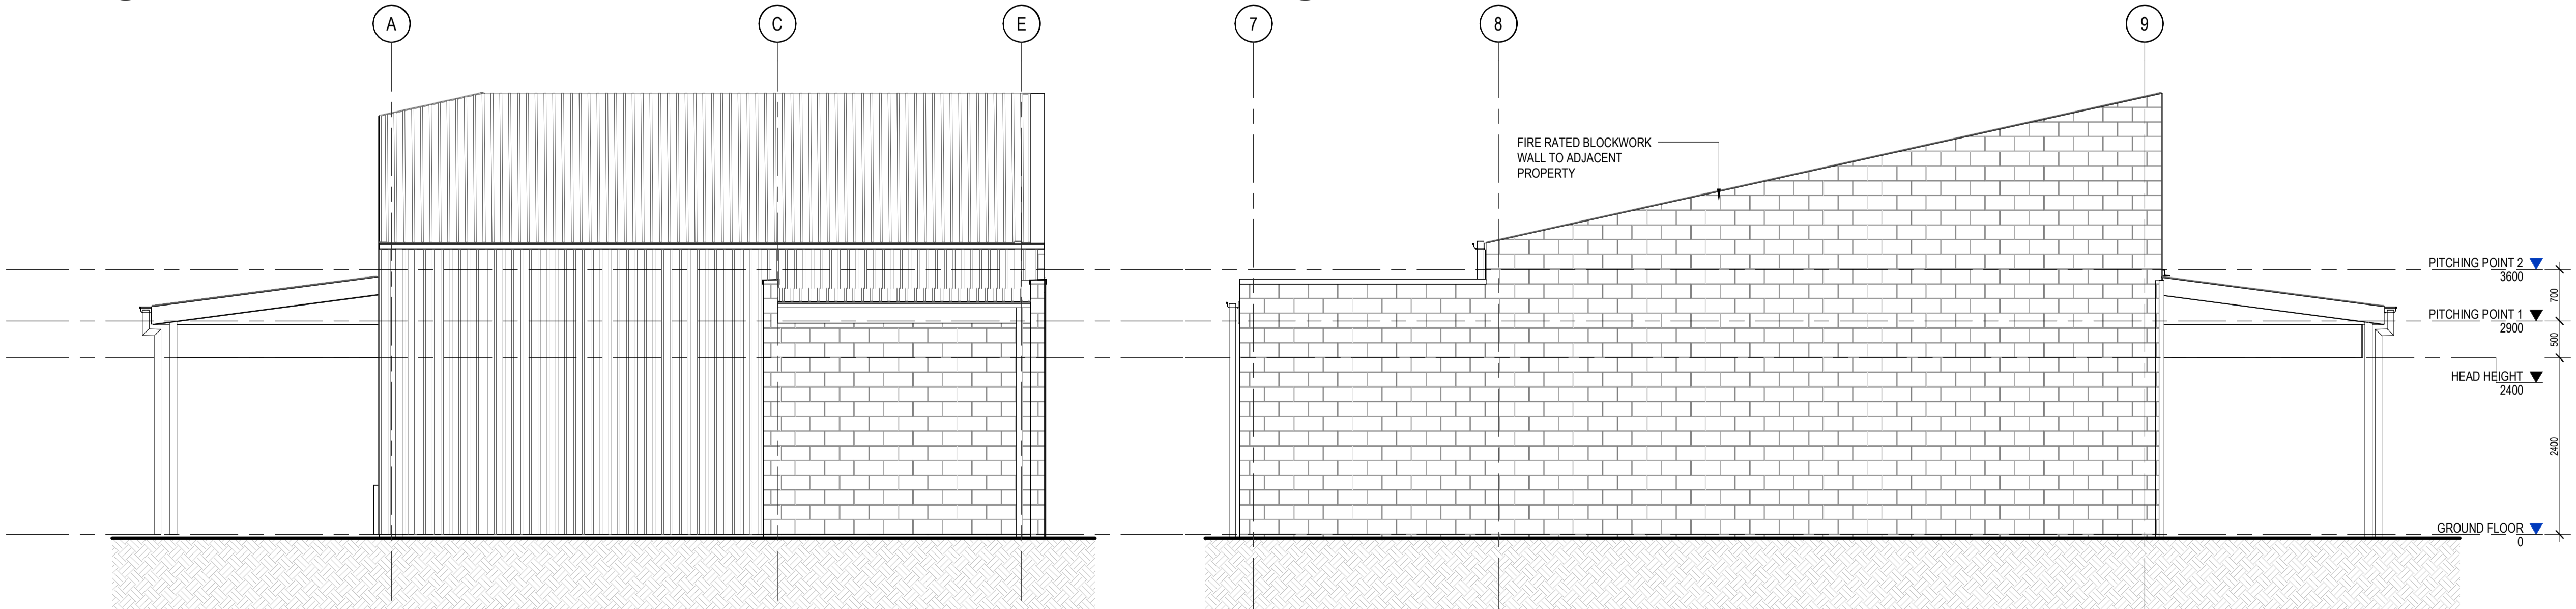 A
C
E
7
8
9
FIRE RATED BLOCKWORK
WALL TO ADJACENT
PROPERTY
PITCHING POINT 2
3600
700
PITCHING POINT 1
2900
500
HEAD HEIGHT
2400
2400
GROUND FLOOR
0